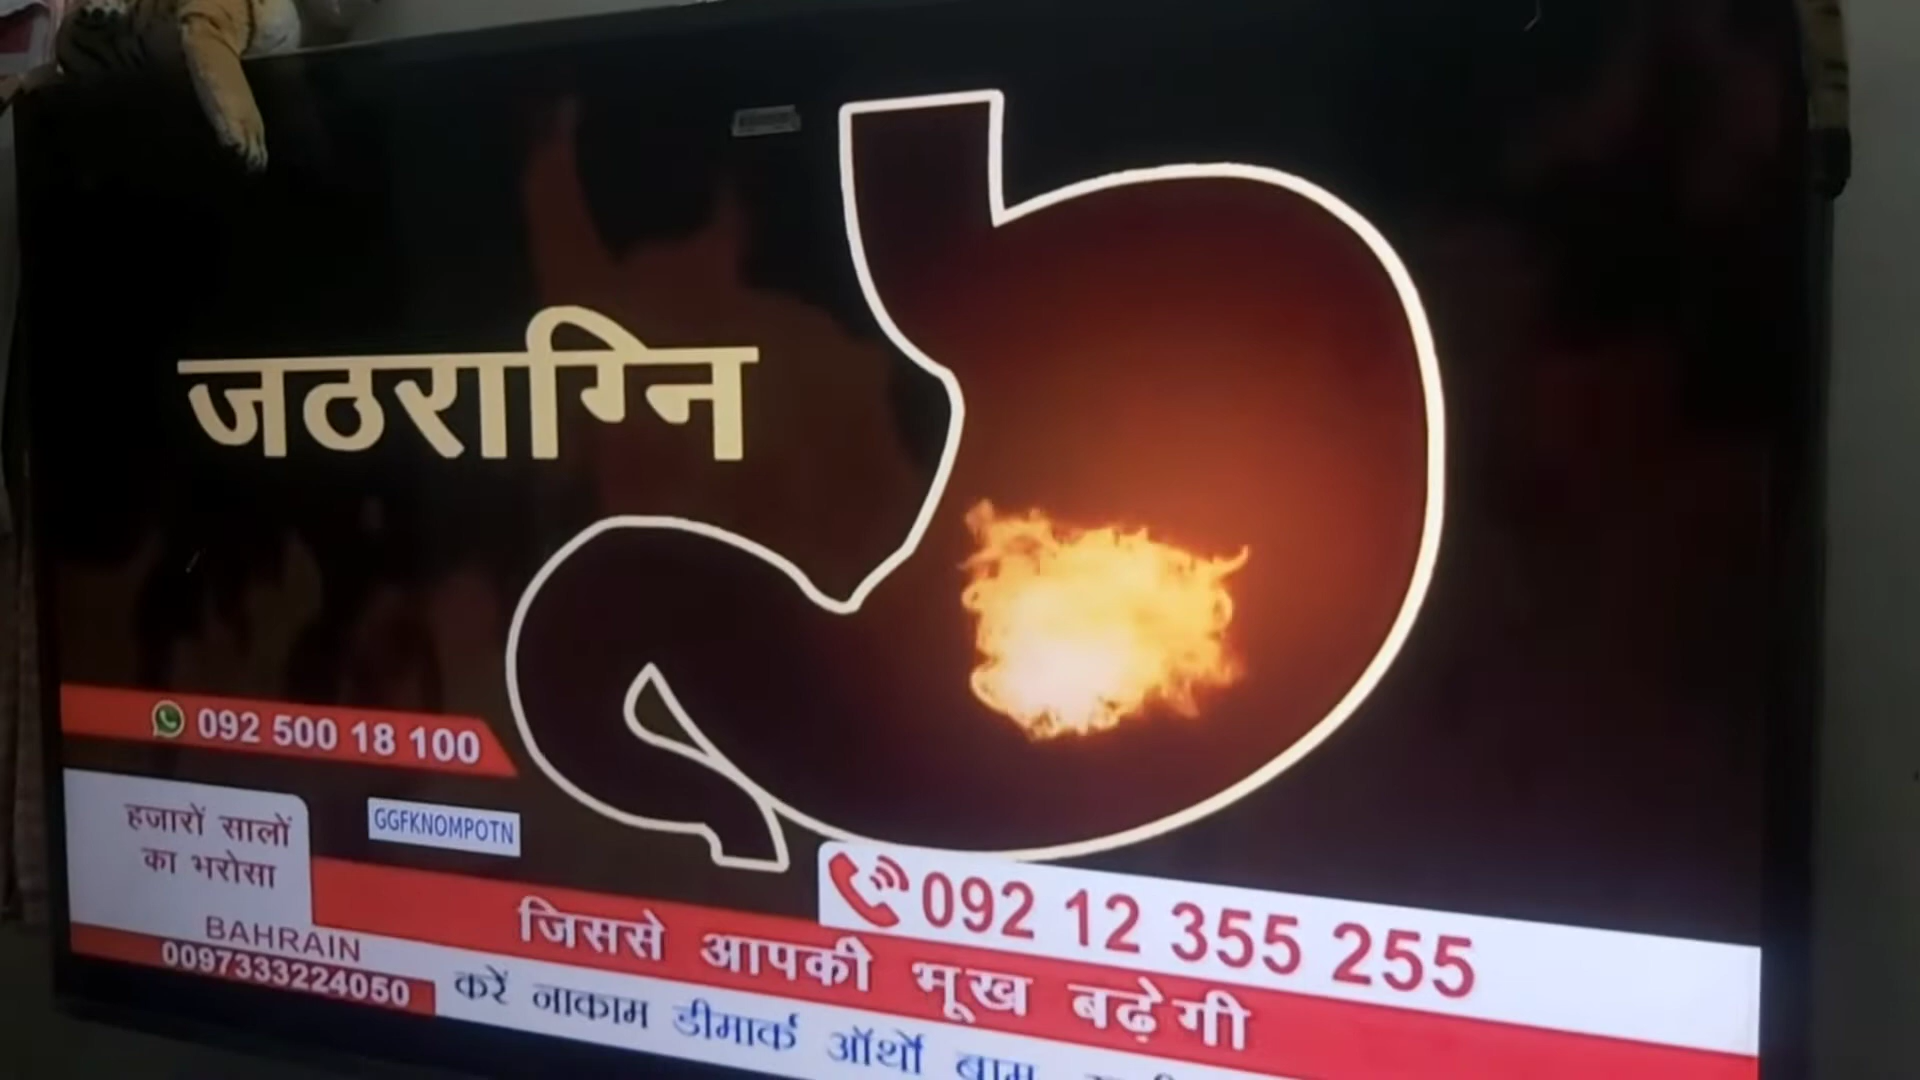 जठराग्नि
092 500 18 100
हजारों सालों
का भरोसा
GGFKNOMPOTN
092 12 355 255
जिससे आपकी भूख बढ़ेगी
BAHRAIN
0097333224050
करें नाकाम डीमार्क ऑर्थो बाम